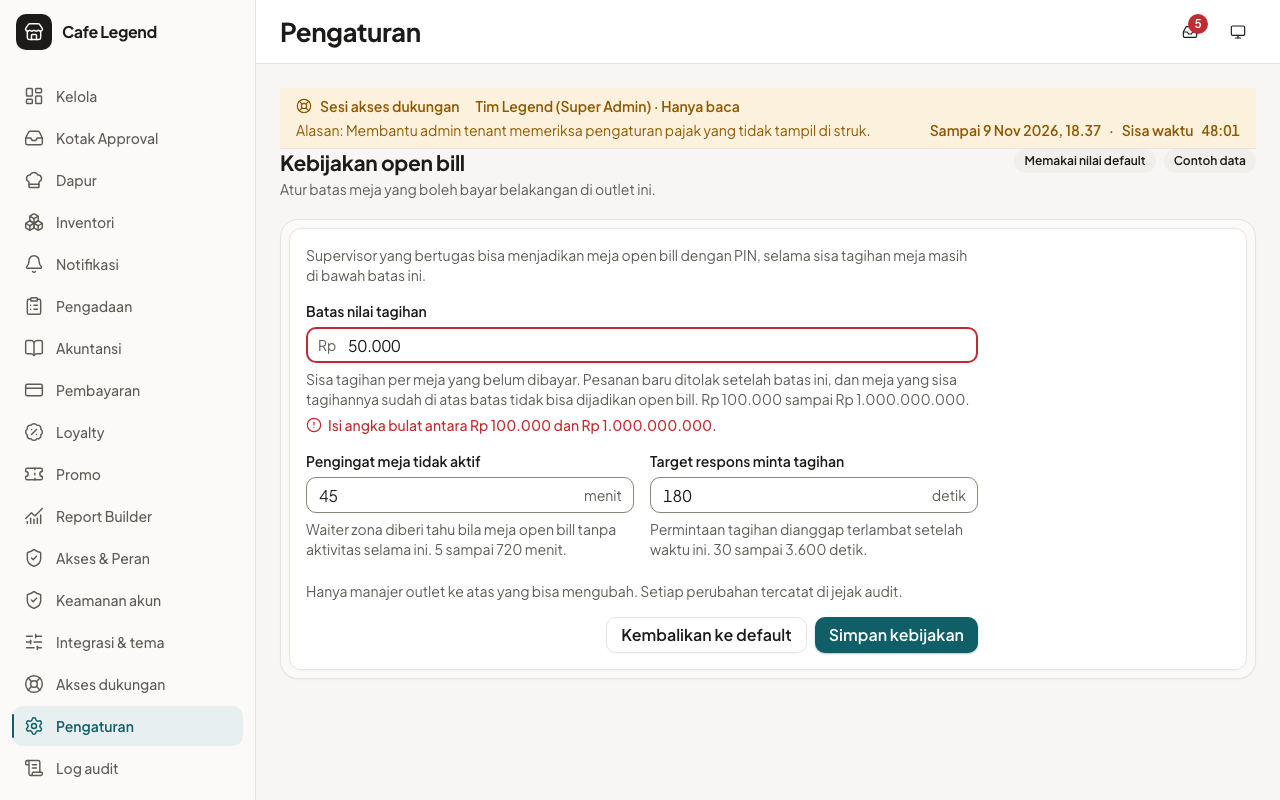 Cafe Legend
Pengaturan
5
Kelola
Kotak Approval
Dapur
Inventori
Notifikasi
Pengadaan
Akuntansi
Pembayaran
Loyalty
Promo
Report Builder
Akses & Peran
Keamanan akun
Integrasi & tema
Akses dukungan
Pengaturan
Log audit
Sesi akses dukungan Tim Legend (Super Admin) · Hanya baca
Alasan: Membantu admin tenant memeriksa pengaturan pajak yang tidak tampil di struk. Sampai 9 Nov 2026, 18.37 · Sisa waktu 48:01
Kebijakan open bill Memakai nilai default Contoh data
Atur batas meja yang boleh bayar belakangan di outlet ini.
Supervisor yang bertugas bisa menjadikan meja open bill dengan PIN, selama sisa tagihan meja masih
di bawah batas ini.
Batas nilai tagihan
Rp 50.000
Sisa tagihan per meja yang belum dibayar. Pesanan baru ditolak setelah batas ini, dan meja yang sisa
tagihannya sudah di atas batas tidak bisa dijadikan open bill. Rp 100.000 sampai Rp 1.000.000.000.
Isi angka bulat antara Rp 100.000 dan Rp 1.000.000.000.
Pengingat meja tidak aktif
45 menit
Waiter zona diberi tahu bila meja open bill tanpa
aktivitas selama ini. 5 sampai 720 menit.
Target respons minta tagihan
180 detik
Permintaan tagihan dianggap terlambat setelah
waktu ini. 30 sampai 3.600 detik.
Hanya manajer outlet ke atas yang bisa mengubah. Setiap perubahan tercatat di jejak audit.
Kembalikan ke default Simpan kebijakan